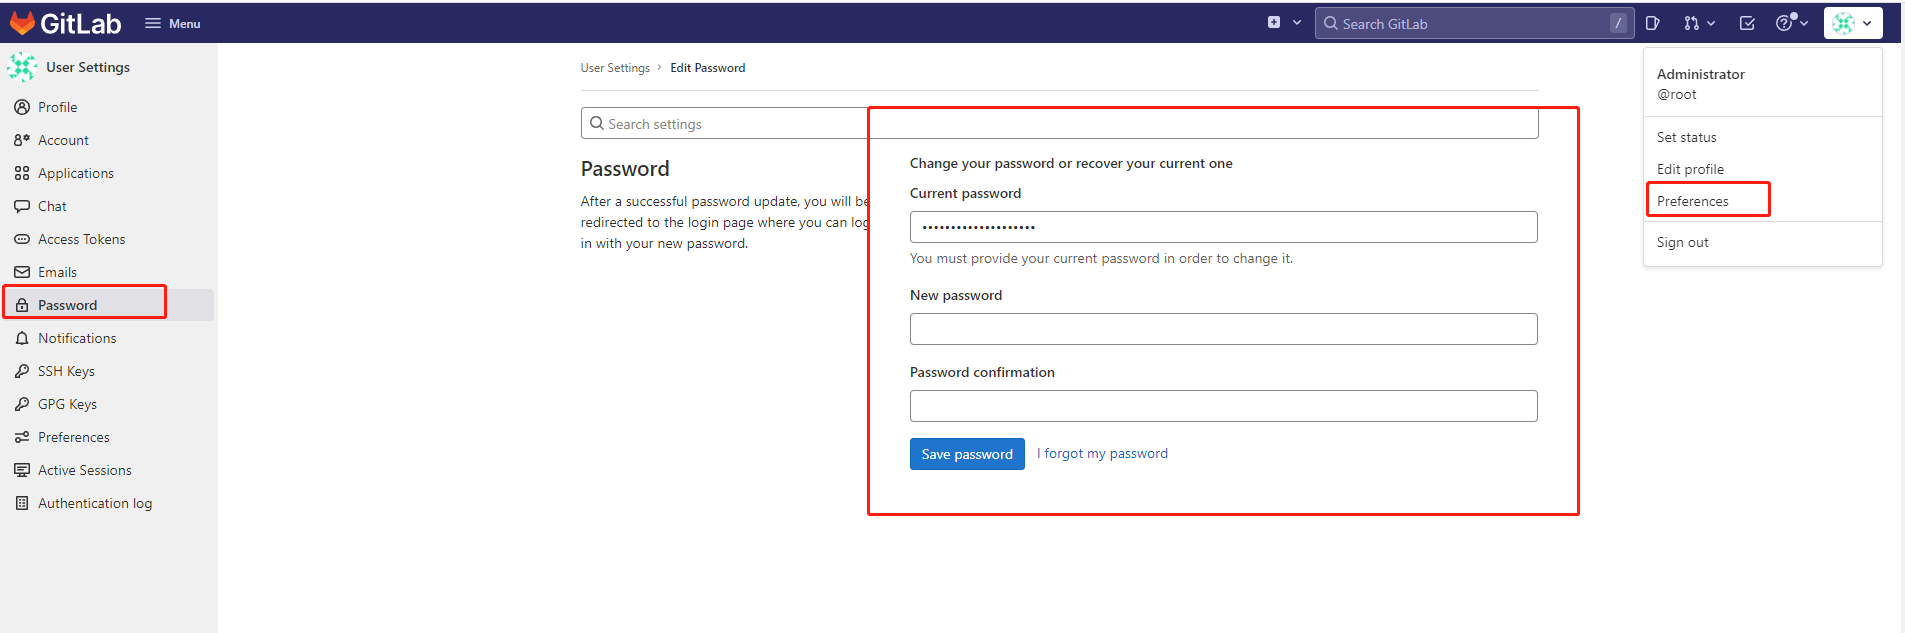 GitLab
Menu
Search GitLab
/
User Settings
Profile
Account
Applications
Chat
Access Tokens
Emails
Password
Notifications
SSH Keys
GPG Keys
Preferences
Active Sessions
Authentication log
User Settings › Edit Password
Search settings
Password
After a successful password update, you will be
redirected to the login page where you can log
in with your new password.
Change your password or recover your current one
Current password
••••••••••••••••••••
You must provide your current password in order to change it.
New password
Password confirmation
Save password
I forgot my password
Administrator
@root
Set status
Edit profile
Preferences
Sign out